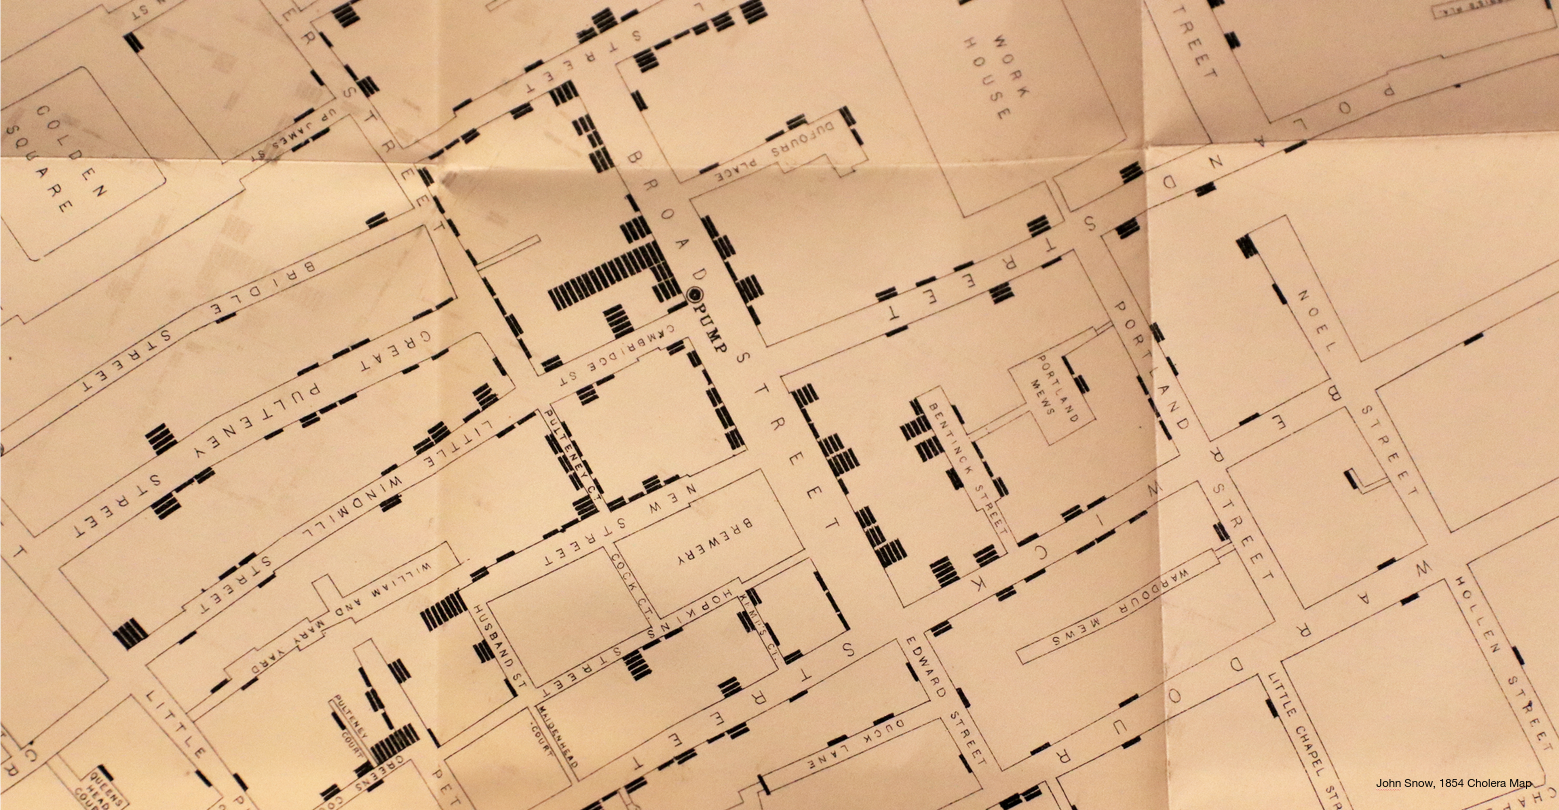 GOLDEN
SQUARE
UP. JAMES ST
STREET
STREET
BRIDLE STREET
GREAT PULTENEY STREET
LITTLE WINDMILL STREET
WILLIAM AND MARY YARD
LITTLE
PULTENEY
COURT
GREENS
QUEENS
HEAD
COURT
BROAD STREET
PUMP
DUFOURS PLACE
WORK
HOUSE
CAMBRIDGE ST
PULTENEY CT.
NEW STREET
BREWERY
COCK CT.
HUSBAND ST
HOPKINS STREET
KEMPS CT.
MAIDENHEAD
COURT
STREET
POLAND STREET
PORTLAND STREET
PORTLAND
MEWS
BENTINCK STREET
NOEL STREET
BERWICK
STREET
WARDOUR
MEWS
EDWARD STREET
DUCK LANE
WARDOUR
HOLLEN STREET
LITTLE CHAPEL STR
John Snow, 1854 Cholera Map